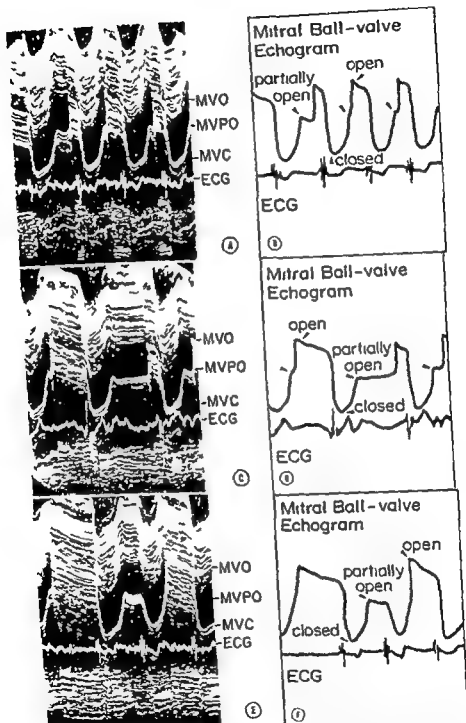 MVO
MVPO
MVC
ECG
A
Mitral Ball-valve
Echogram
open
partially
open
closed
ECG
B
MVO
MVPO
MVC
ECG
C
Mitral Ball-valve
Echogram
open
partially
open
closed
ECG
D
MVO
MVPO
MVC
ECG
E
Mitral Ball-valve
Echogram
open
partially
open
closed
ECG
F